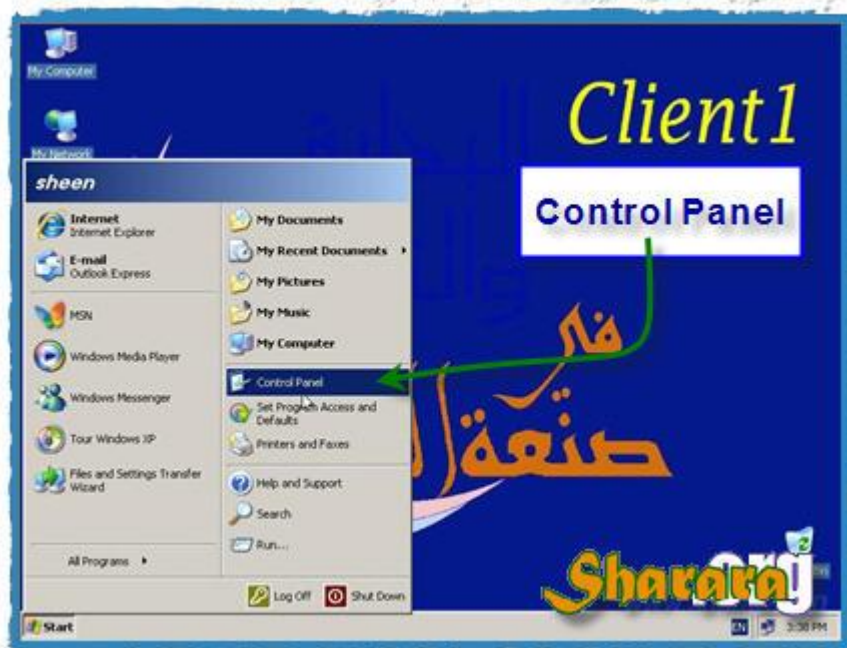 My Computer
My Network
Client1
Control Panel
sheen
Internet
Internet Explorer
E-mail
Outlook Express
MSN
Windows Media Player
Windows Messenger
Tour Windows XP
Files and Settings Transfer
Wizard
All Programs
My Documents
My Recent Documents
My Pictures
My Music
My Computer
Control Panel
Set Program Access and
Defaults
Printers and Faxes
Help and Support
Search
Run...
Log Off
Shut Down
في
صنعة
Sharara
.org
Start
EN
3:38 PM